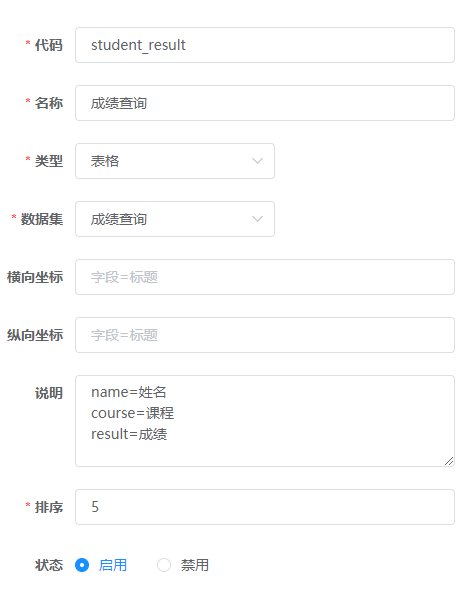 * 代码 student_result
* 名称 成绩查询
* 类型 表格
* 数据集 成绩查询
横向坐标 字段=标题
纵向坐标 字段=标题
说明 name=姓名
course=课程
result=成绩
* 排序 5
状态 启用 禁用